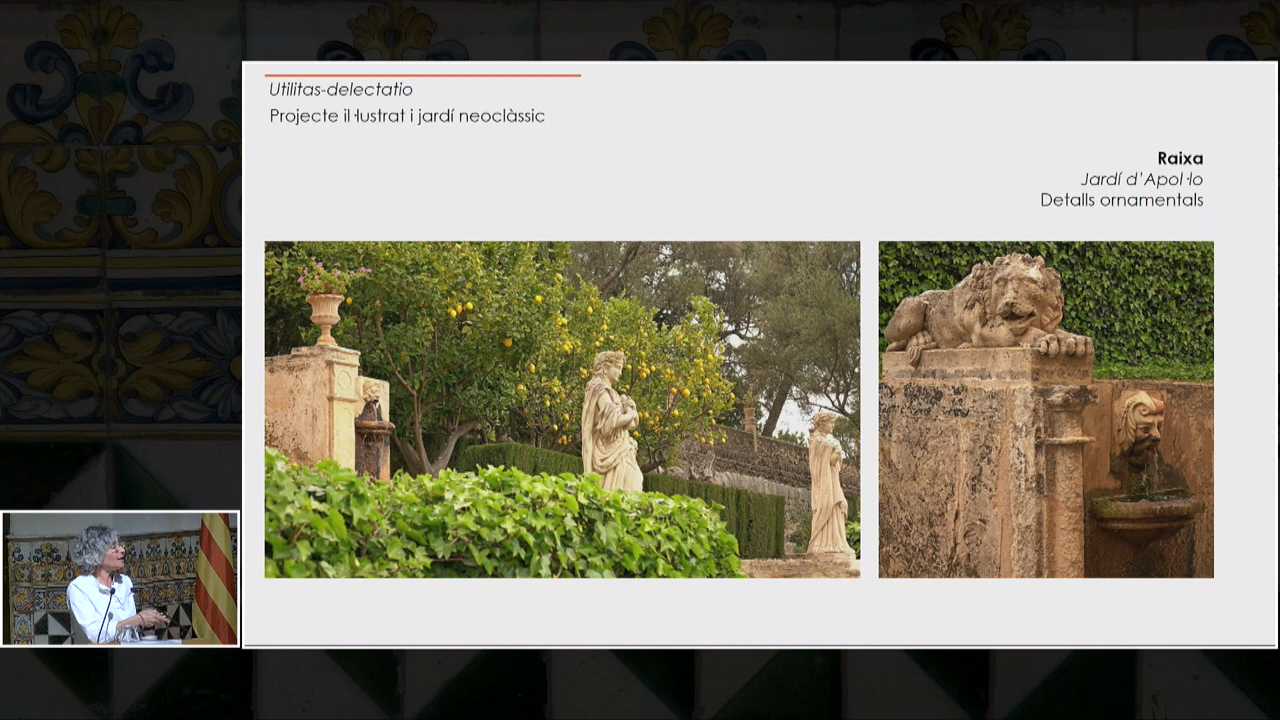 Utilitas-delectatio
Projecte il·lustrat i jardí neoclàssic
Raixa
Jardí d'Apol·lo
Detalls ornamentals